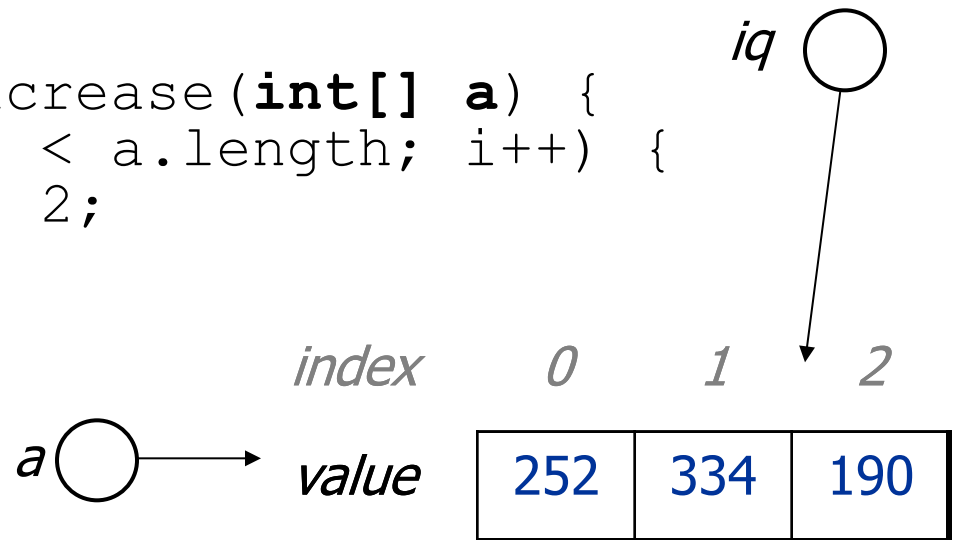 iq
crease(int[] a) {
< a.length; i++) {
2;
index 0 1 2
a value 252 334 190